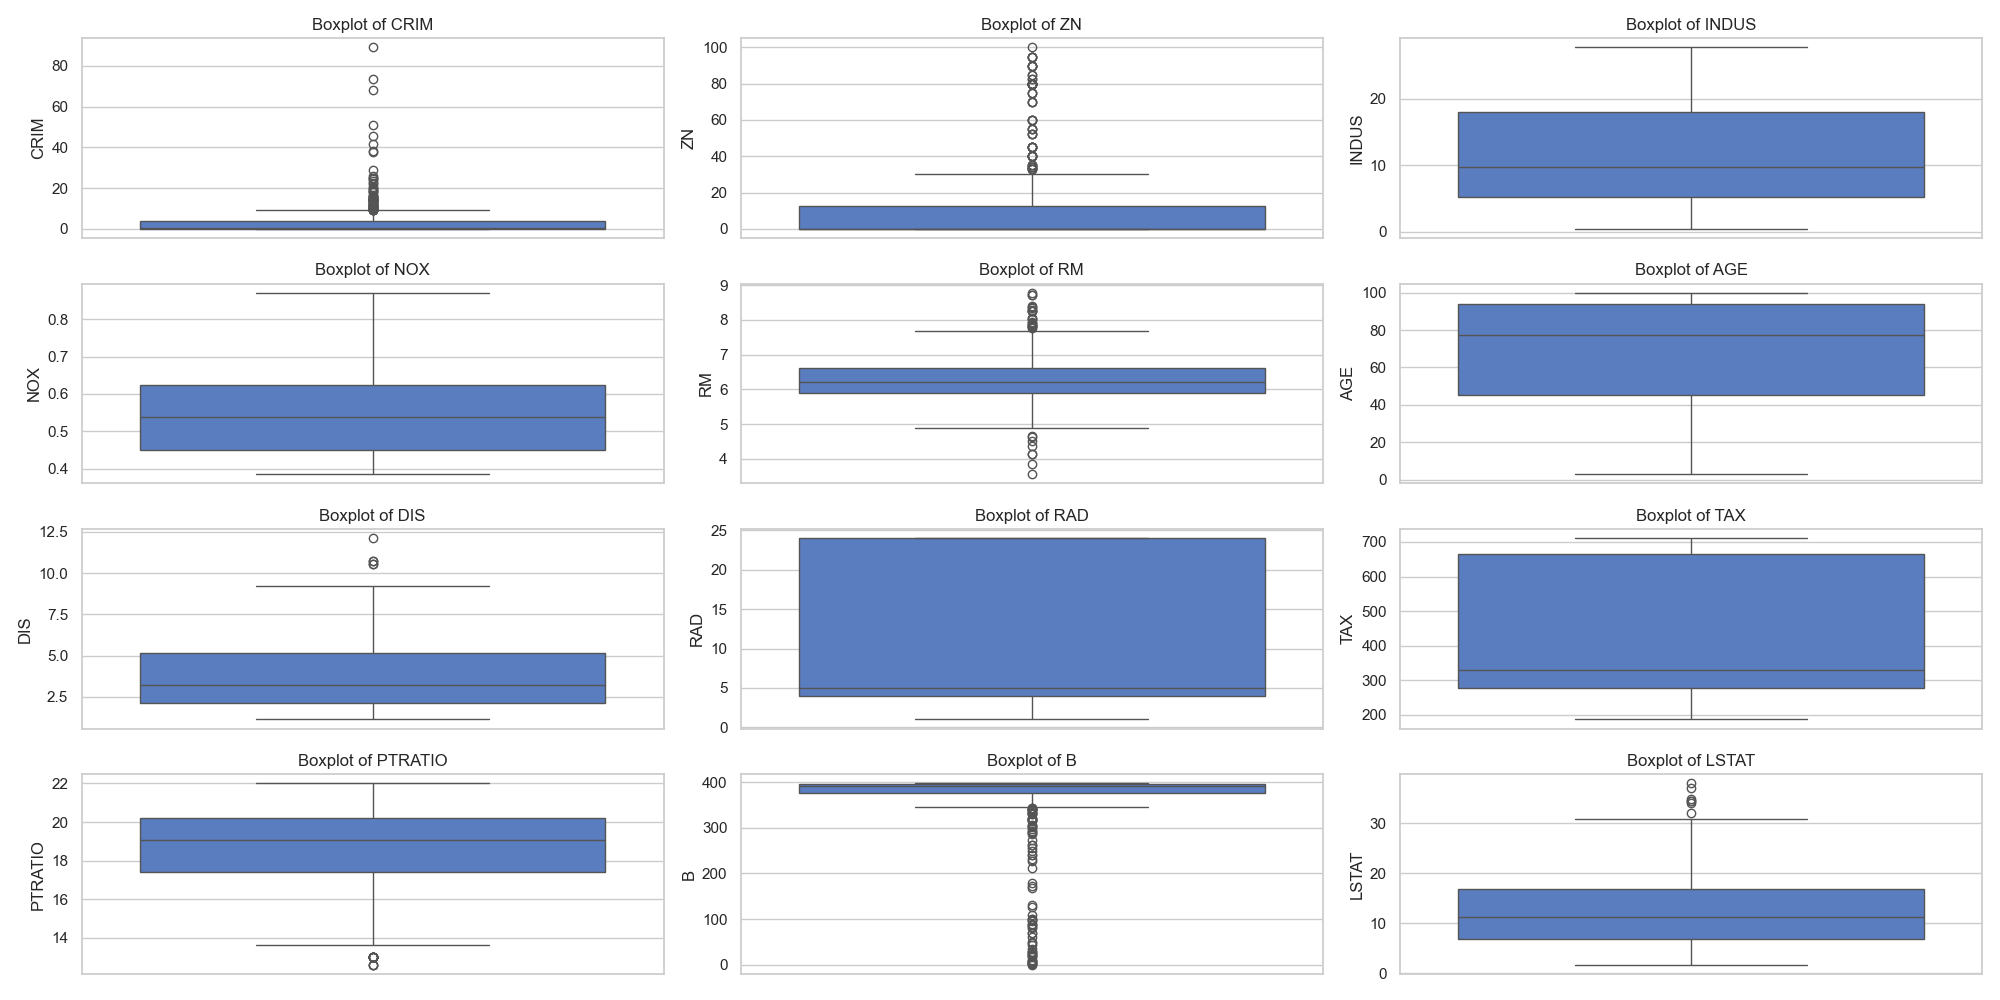 Boxplot of CRIM
CRIM
80
60
40
20
0
Boxplot of ZN
ZN
100
80
60
40
20
0
Boxplot of INDUS
INDUS
20
10
0
Boxplot of NOX
NOX
0.8
0.7
0.6
0.5
0.4
Boxplot of RM
RM
9
8
7
6
5
4
Boxplot of AGE
AGE
100
80
60
40
20
0
Boxplot of DIS
DIS
12.5
10.0
7.5
5.0
2.5
Boxplot of RAD
RAD
25
20
15
10
5
0
Boxplot of TAX
TAX
700
600
500
400
300
200
Boxplot of PTRATIO
PTRATIO
22
20
18
16
14
Boxplot of B
B
400
300
200
100
0
Boxplot of LSTAT
LSTAT
30
20
10
0